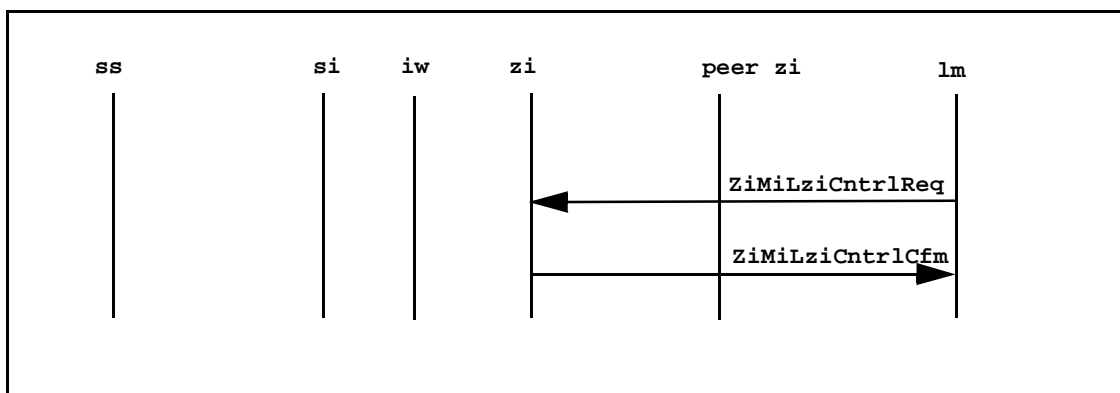 ss si iw zi peer zi lm
ZiMiLziCntrlReq
ZiMiLziCntrlCfm